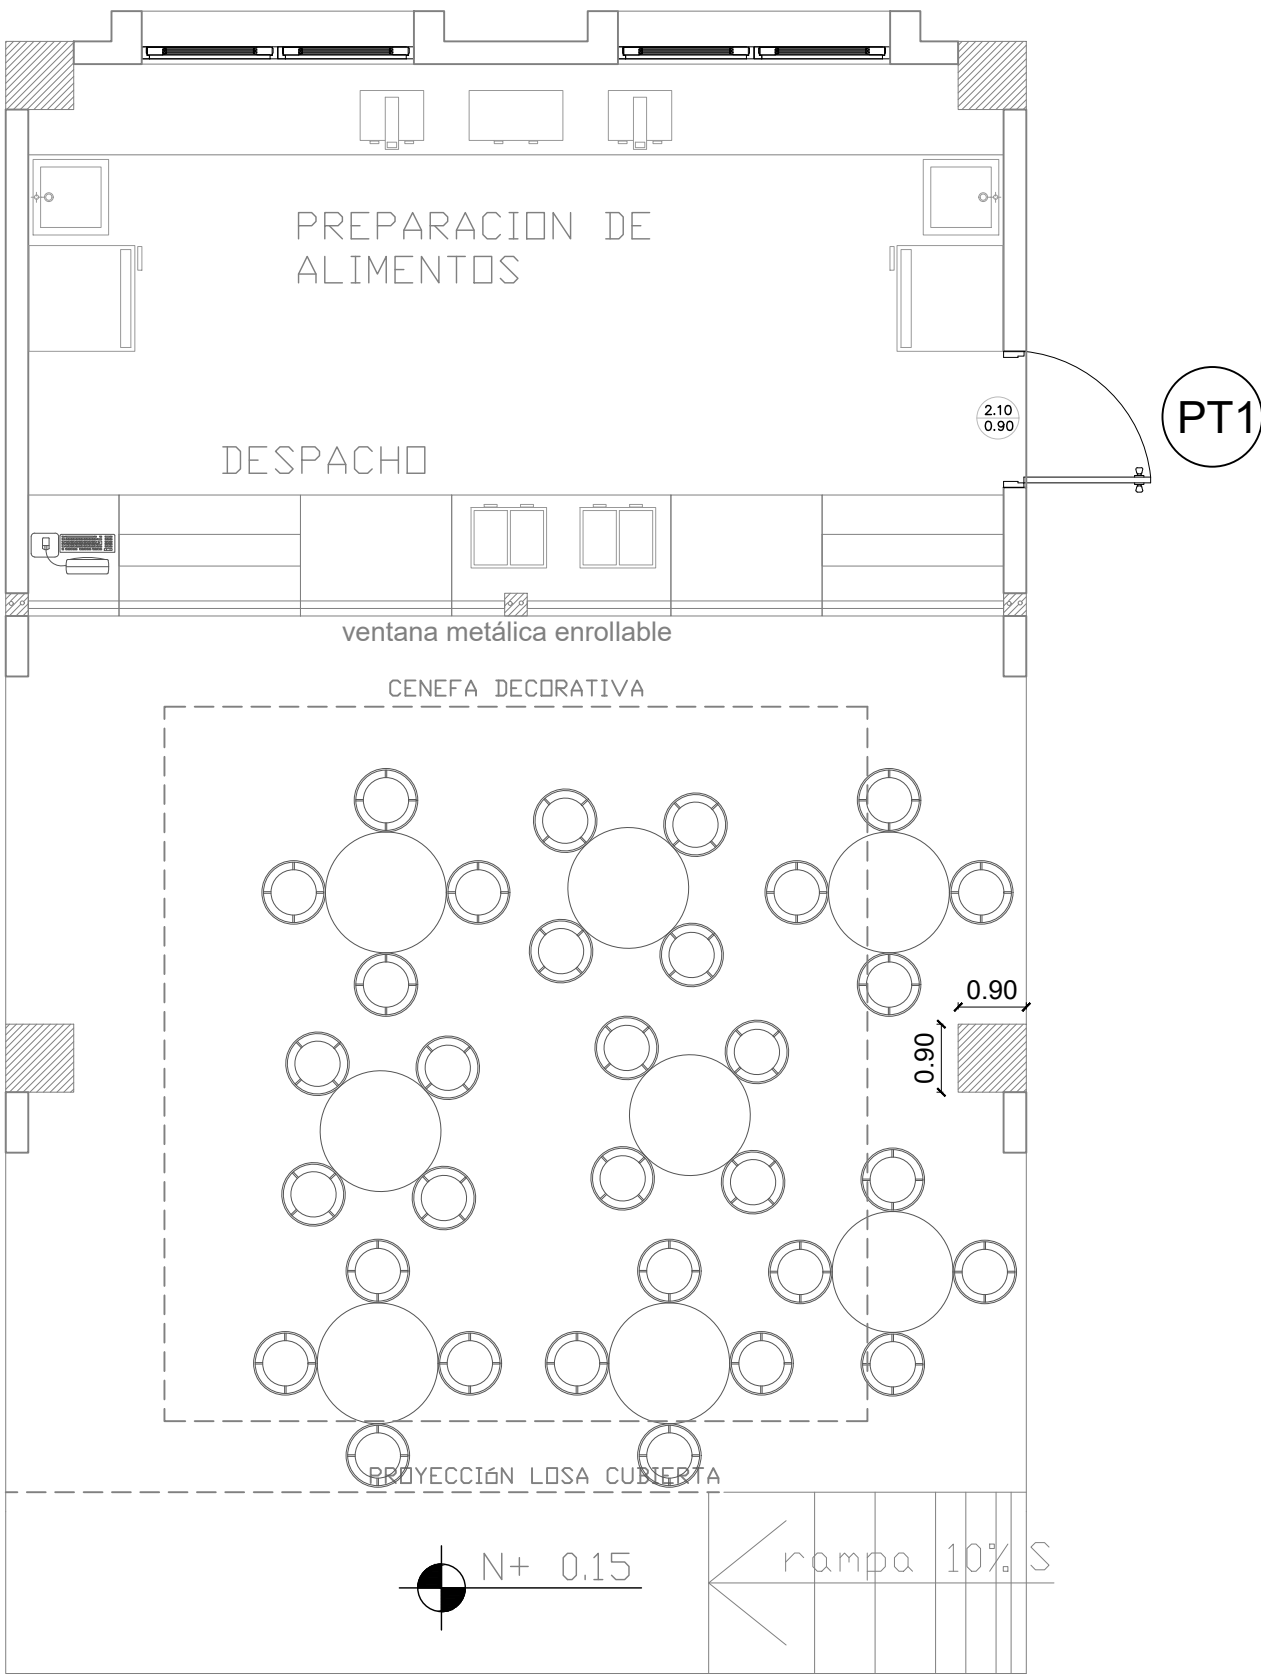 PREPARACION DE
ALIMENTOS
2.10
0.90
PT1
DESPACHO
ventana metálica enrollable
CENEFA DECORATIVA
0.90
0.90
PROYECCIóN LOSA CUBIERTA
N+ 0.15
rampa 10% S